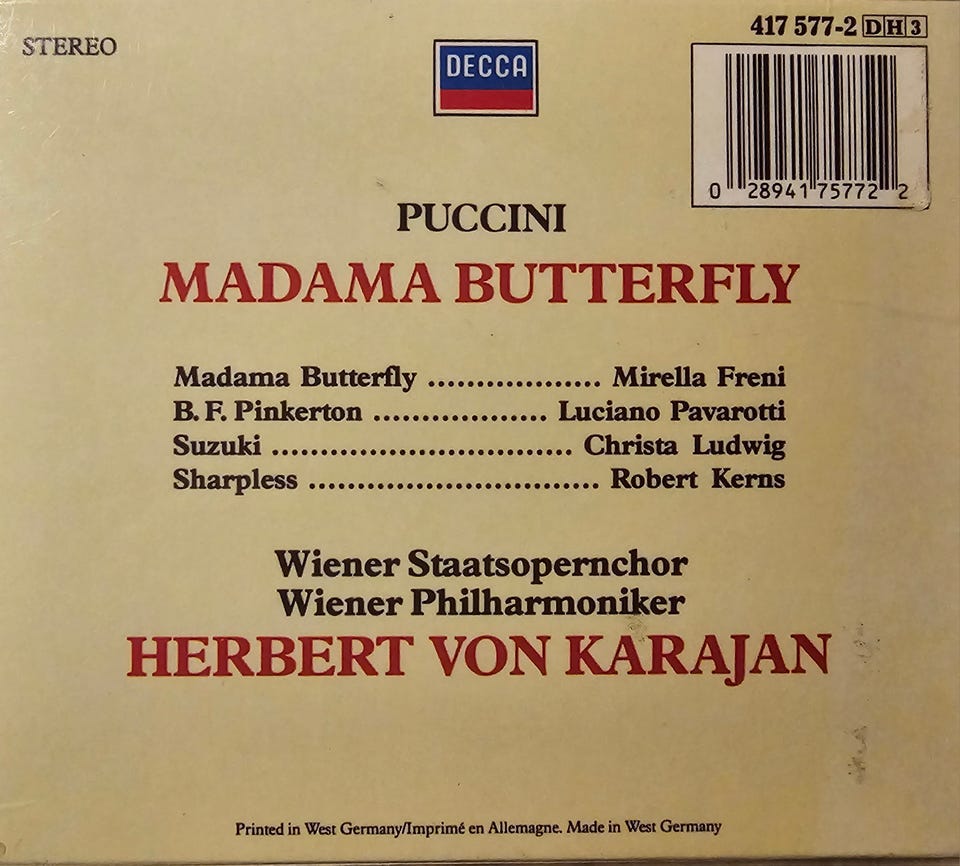 STEREO
417 577-2 DH3
DECCA
0 28941 75772 2
PUCCINI
MADAMA BUTTERFLY
Madama Butterfly .................. Mirella Freni
B. F. Pinkerton .................. Luciano Pavarotti
Suzuki ............................... Christa Ludwig
Sharpless .............................. Robert Kerns
Wiener Staatsopernchor
Wiener Philharmoniker
HERBERT VON KARAJAN
Printed in West Germany/Imprimé en Allemagne. Made in West Germany